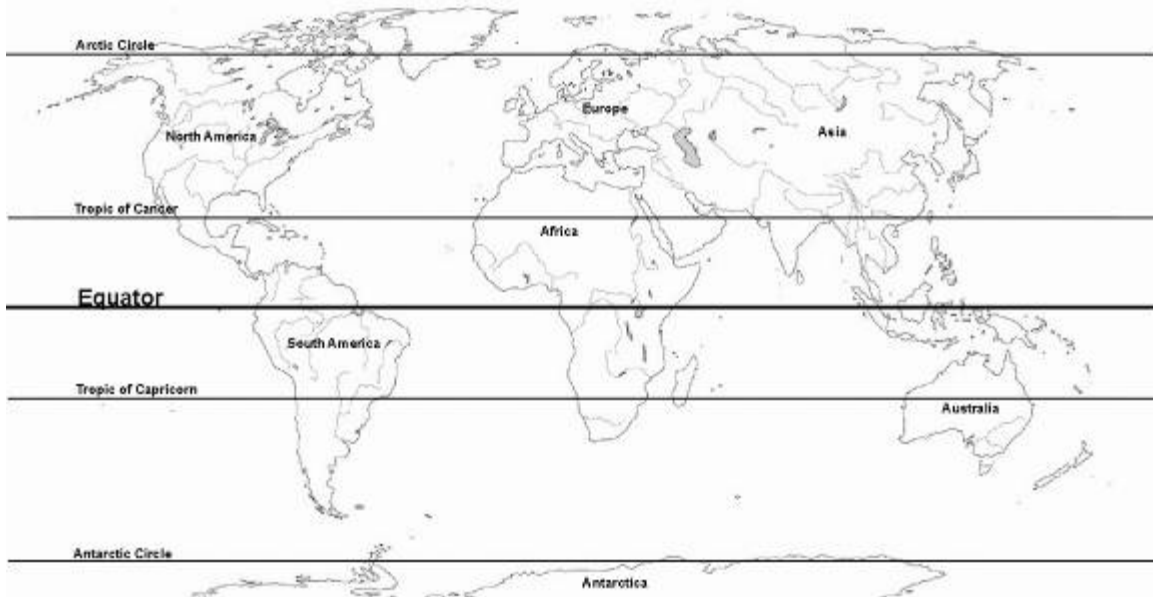 Arctic Circle
Europe
North America
Asia
Tropic of Cancer
Africa
Equator
South America
Tropic of Capricorn
Australia
Antarctic Circle
Antarctica